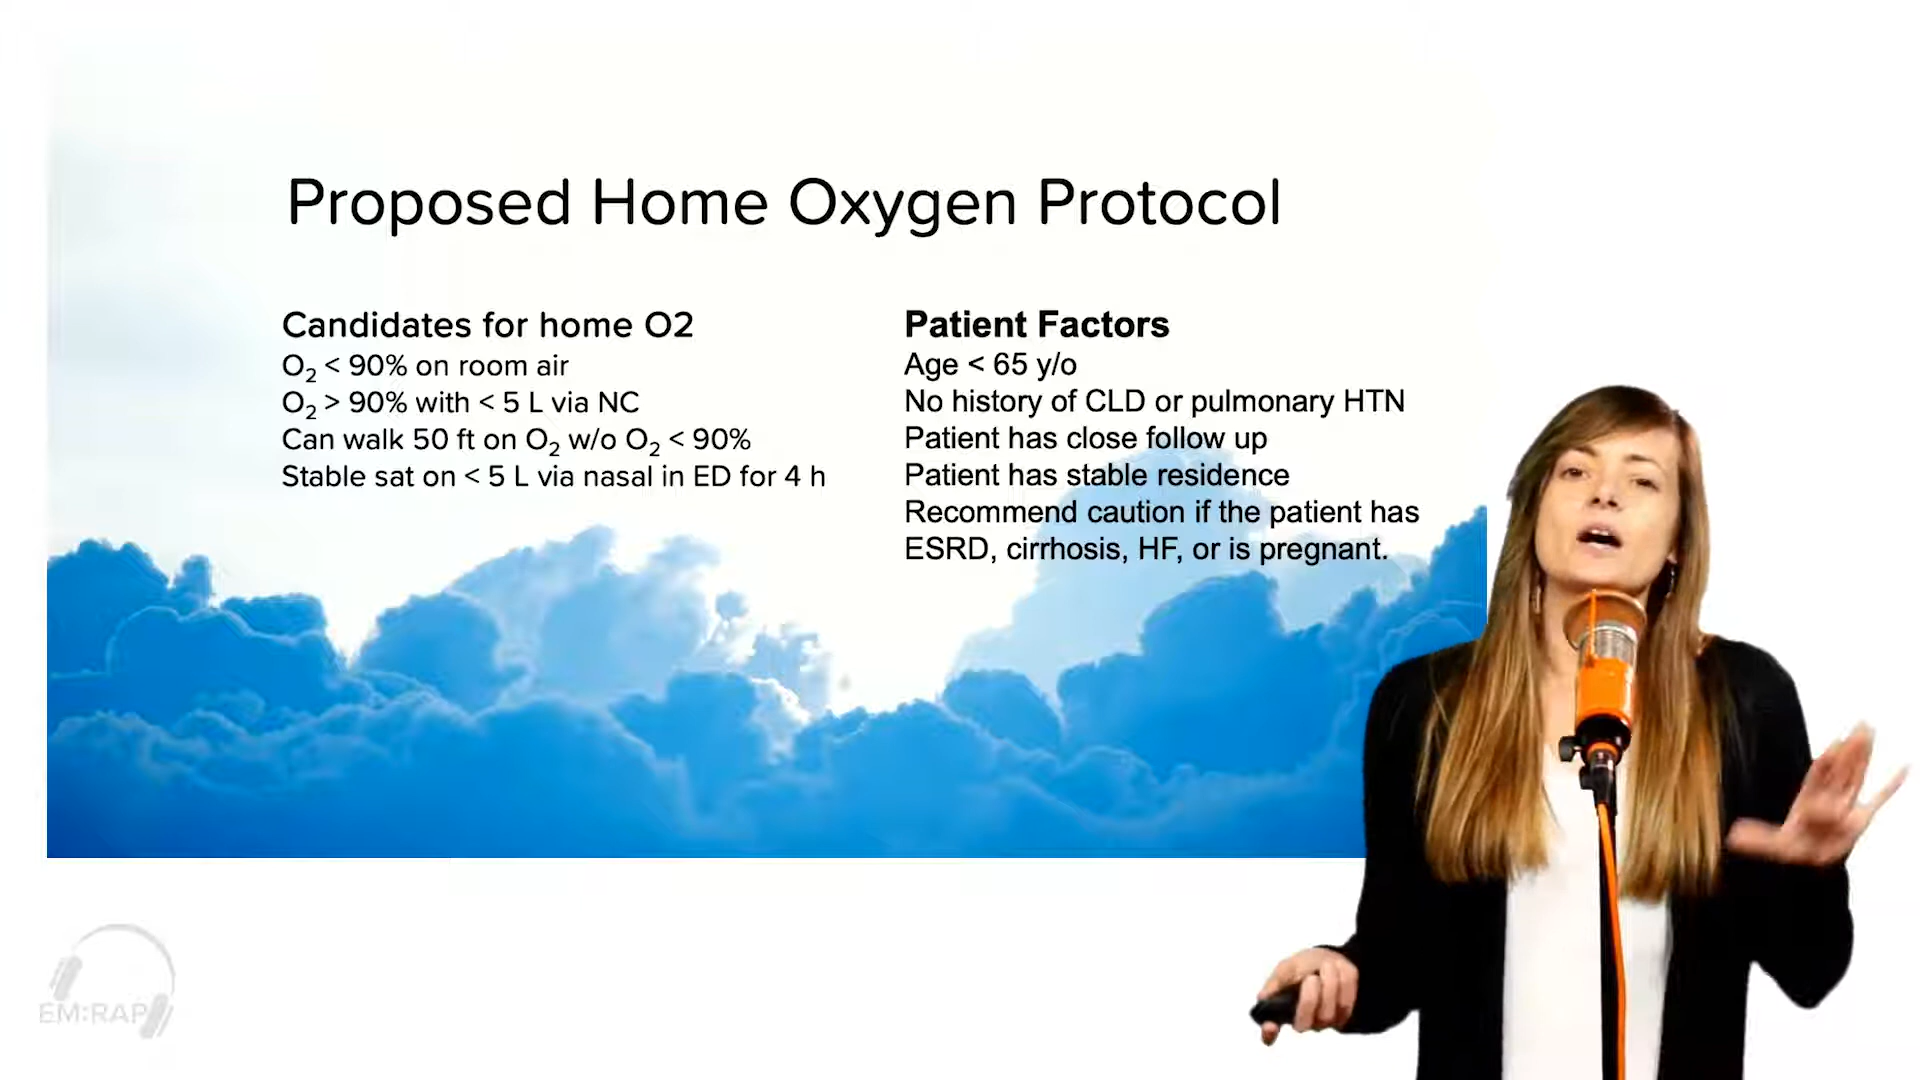 Proposed Home Oxygen Protocol
Candidates for home O2
O₂ < 90% on room air
O₂ > 90% with < 5 L via NC
Can walk 50 ft on O₂ w/o O₂ < 90%
Stable sat on < 5 L via nasal in ED for 4 h
Patient Factors
Age < 65 y/o
No history of CLD or pulmonary HTN
Patient has close follow up
Patient has stable residence
Recommend caution if the patient has
ESRD, cirrhosis, HF, or is pregnant.
EM:RAP